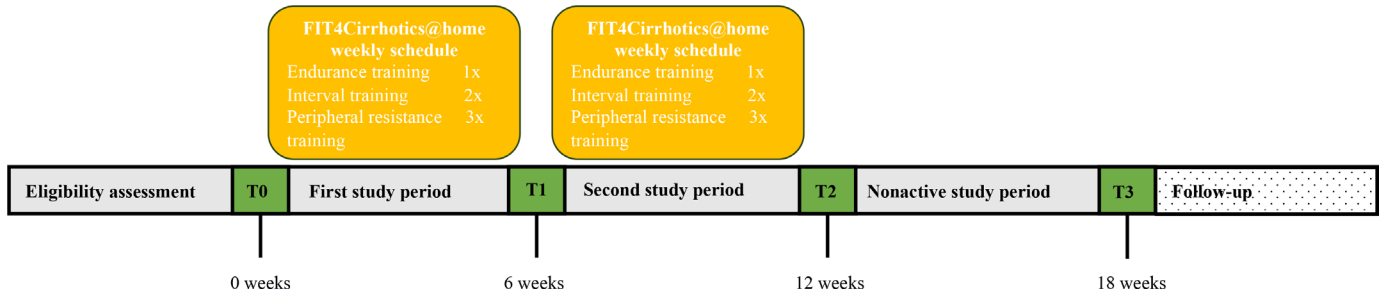 FIT4Cirrhotics@home
weekly schedule
Endurance training 1x
Interval training 2x
Peripheral resistance 3x
training
FIT4Cirrhotics@home
weekly schedule
Endurance training 1x
Interval training 2x
Peripheral resistance 3x
training
Eligibility assessment T0 First study period T1 Second study period T2 Nonactive study period T3 Follow-up
0 weeks 6 weeks 12 weeks 18 weeks